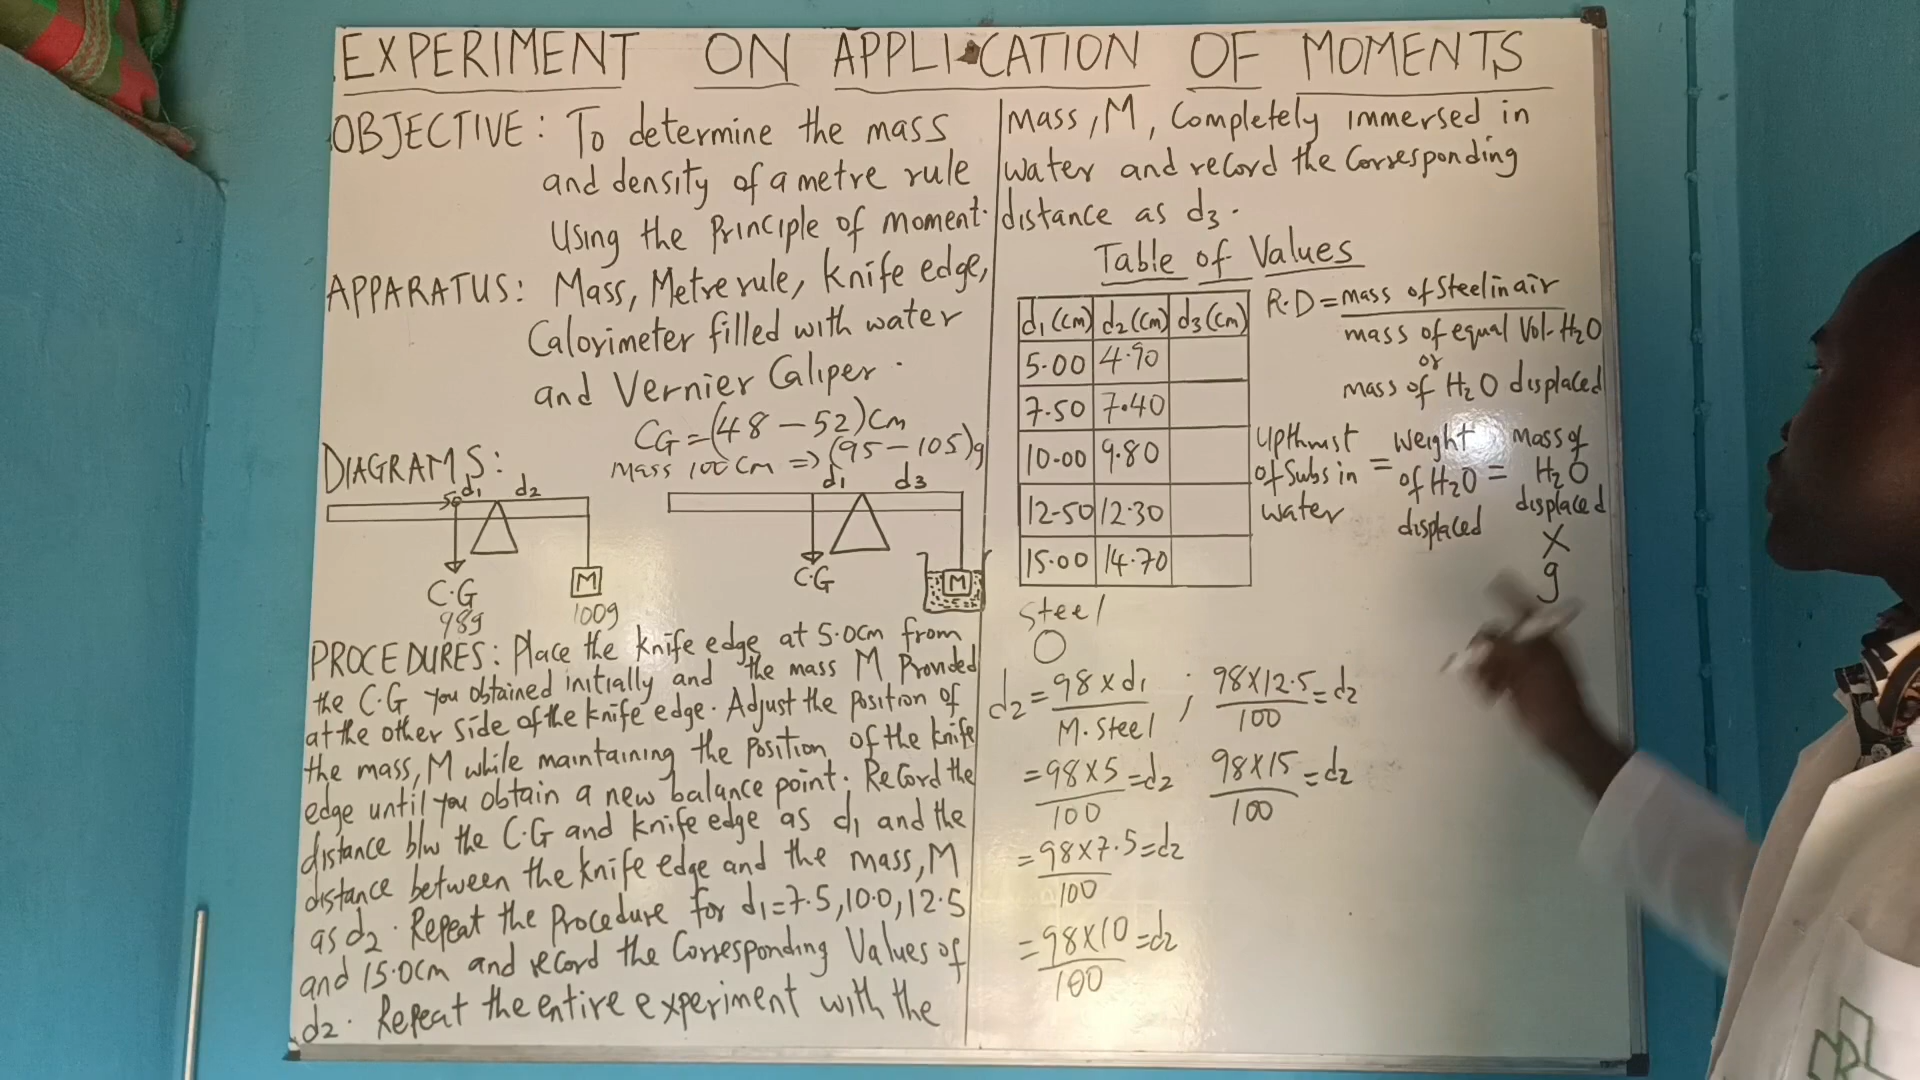 EXPERIMENT ON APPLICATION OF MOMENTS
OBJECTIVE: To determine the mass
and density of a metre rule
Using the Principle of moment.
APPARATUS: Mass, Metre rule, Knife edge,
Calorimeter filled with water
and Vernier Caliper.
CG = (48 - 52)cm
Mass 100cm => (95 - 105)g
DIAGRAMS:
50 d1 d2
C.G M
98g 100g
d1 d3
C.G M
PROCEDURES: Place the knife edge at 5.0cm from
the C.G you obtained initially and the mass M Provided
at the other side of the knife edge. Adjust the position of
the mass, M while maintaining the position of the knife
edge until you obtain a new balance point. Record the
distance b/w the C.G and knife edge as d1 and the
distance between the knife edge and the mass, M
as d2. Repeat the Procedure for d1=7.5, 10.0, 12.5
and 15.0cm and record the Corresponding Values of
d2. Repeat the entire experiment with the
Mass, M, Completely immersed in
water and record the Corresponding
distance as d3.
Table of Values
d1(cm) d2(cm) d3(cm)
5.00 4.90
7.50 7.40
10.00 9.80
12.50 12.30
15.00 14.70
R.D = mass of Steel in air
mass of equal Vol. H2O
or
mass of H2O displaced
Upthrust of Subs in water = Weight of H2O displaced = Mass of H2O displaced
X
g
Steel
d2 = 98 x d1 / M. Steel ; 98 x 12.5 / 100 = d2
= 98 x 5 / 100 = d2 98 x 15 / 100 = d2
= 98 x 7.5 / 100 = d2
= 98 x 10 / 100 = d2